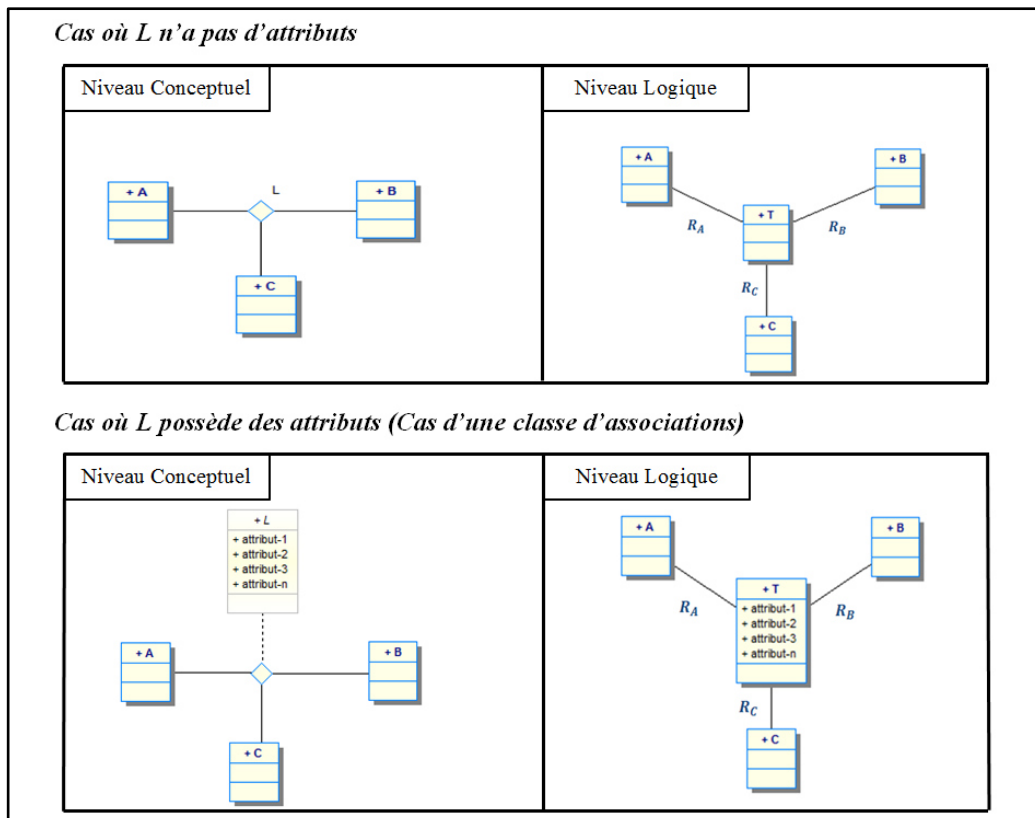 Cas où L n'a pas d'attributs
Niveau Conceptuel
+ A
L
+ B
+ C
Niveau Logique
+ A
+ B
+ T
R_A
R_B
R_C
+ C
Cas où L possède des attributs (Cas d'une classe d'associations)
Niveau Conceptuel
+ L
+ attribut-1
+ attribut-2
+ attribut-3
+ attribut-n
+ A
+ B
+ C
Niveau Logique
+ A
+ B
+ T
+ attribut-1
+ attribut-2
+ attribut-3
+ attribut-n
R_A
R_B
R_C
+ C